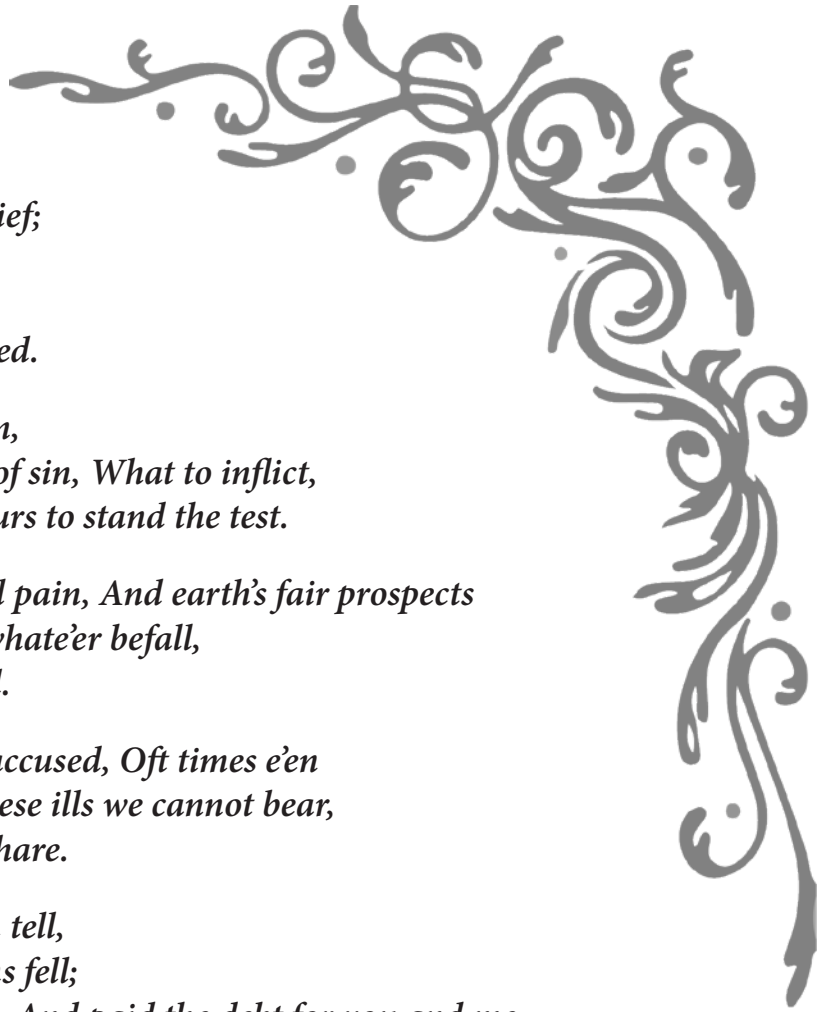 ief;
ed.
n,
of sin, What to inflict,
urs to stand the test.
d pain, And earth's fair prospects
whate'er befall,
l.
accused, Oft times e'en
ese ills we cannot bear,
hare.
tell,
s fell;
And paid the debt for you and me